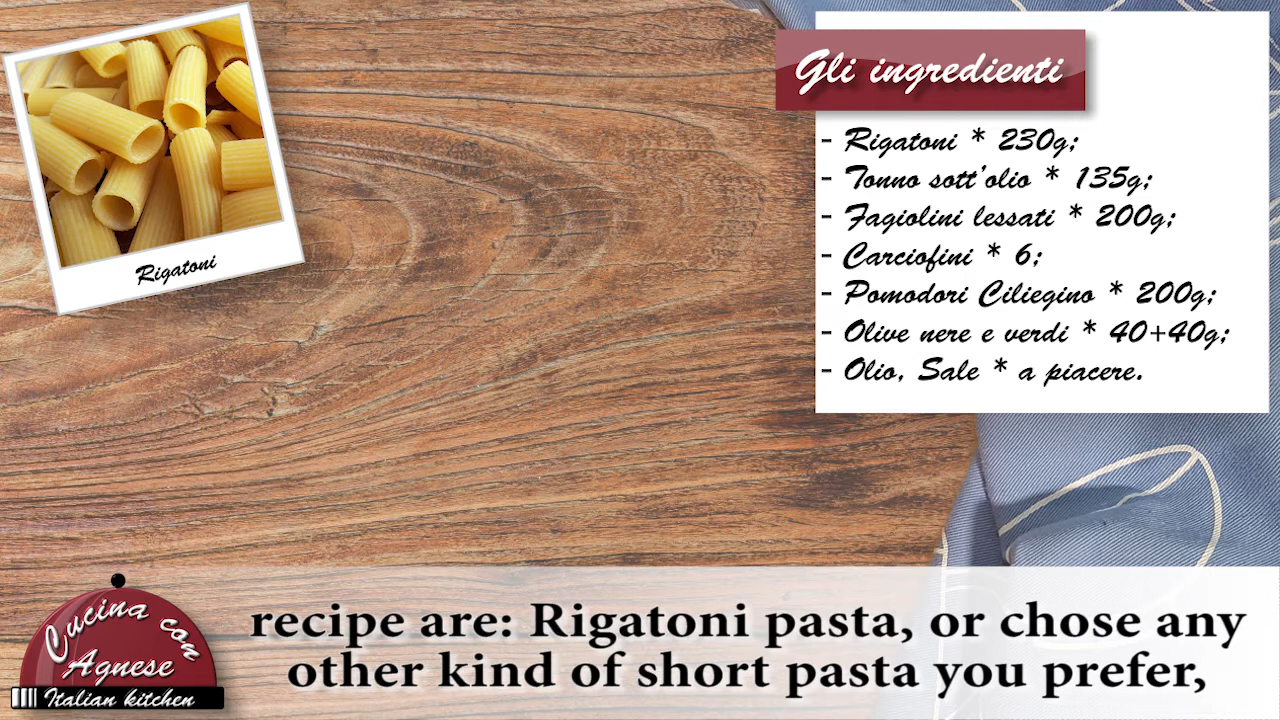 Gli ingredienti
- Rigatoni * 230g;
- Tonno sott'olio * 135g;
- Fagiolini lessati * 200g;
- Carciofini * 6;
- Pomodori Ciliegino * 200g;
- Olive nere e verdi * 40+40g;
- Olio, Sale * a piacere.
Rigatoni
Cucina con
Agnese
Italian kitchen
recipe are: Rigatoni pasta, or chose any
other kind of short pasta you prefer,